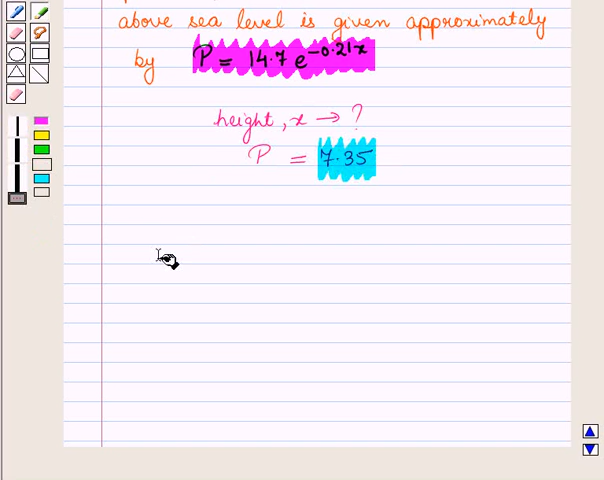 above sea level is given approximately
by P = 14.7 e^{-0.21x}
height, x → ?
P = 7.35